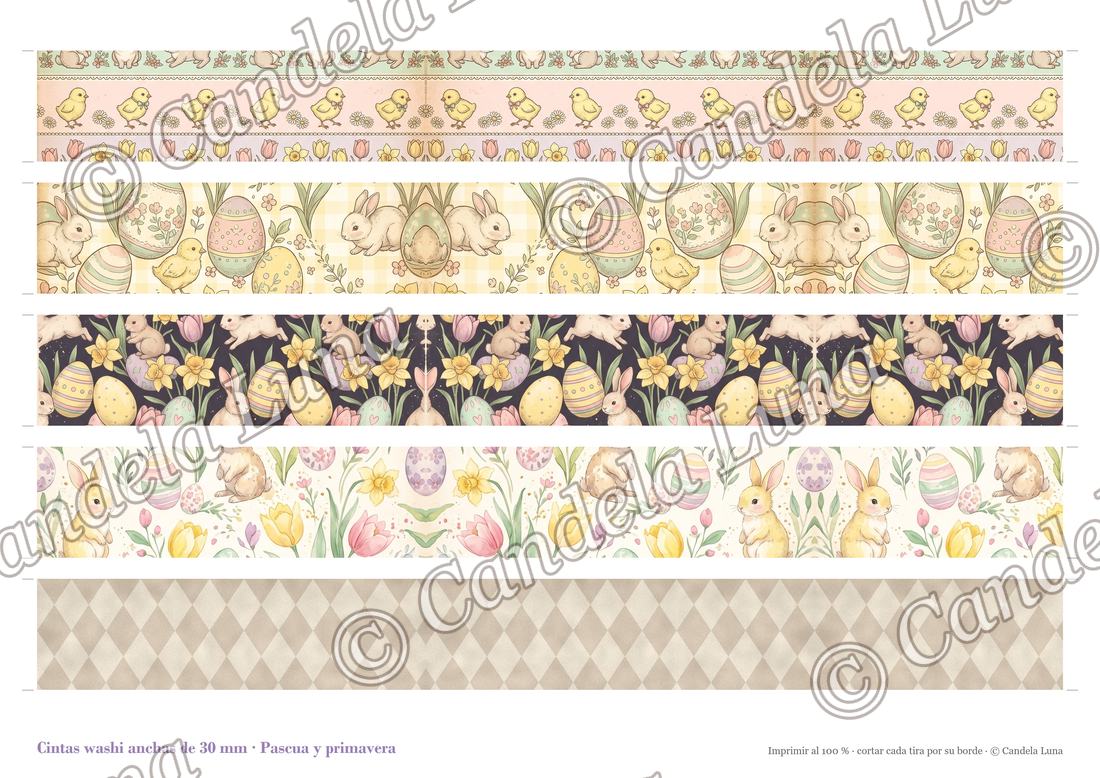 © Candela Luna
© Candela Luna
©
Candela Luna
© Candela Luna
© Candela
Cintas washi anchas de 30 mm · Pascua y primavera
Imprimir al 100 % · cortar cada tira por su borde · © Candela Luna